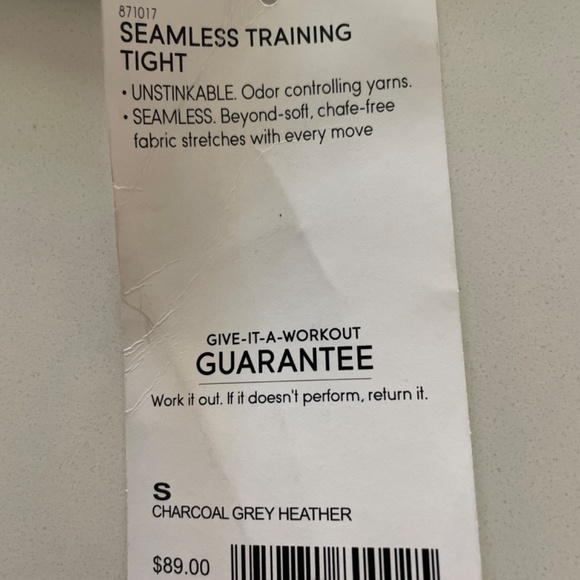 871017
SEAMLESS TRAINING
TIGHT
• UNSTINKABLE. Odor controlling yarns.
• SEAMLESS. Beyond-soft, chafe-free
fabric stretches with every move
GIVE-IT-A-WORKOUT
GUARANTEE
Work it out. If it doesn't perform, return it.
S
CHARCOAL GREY HEATHER
$89.00